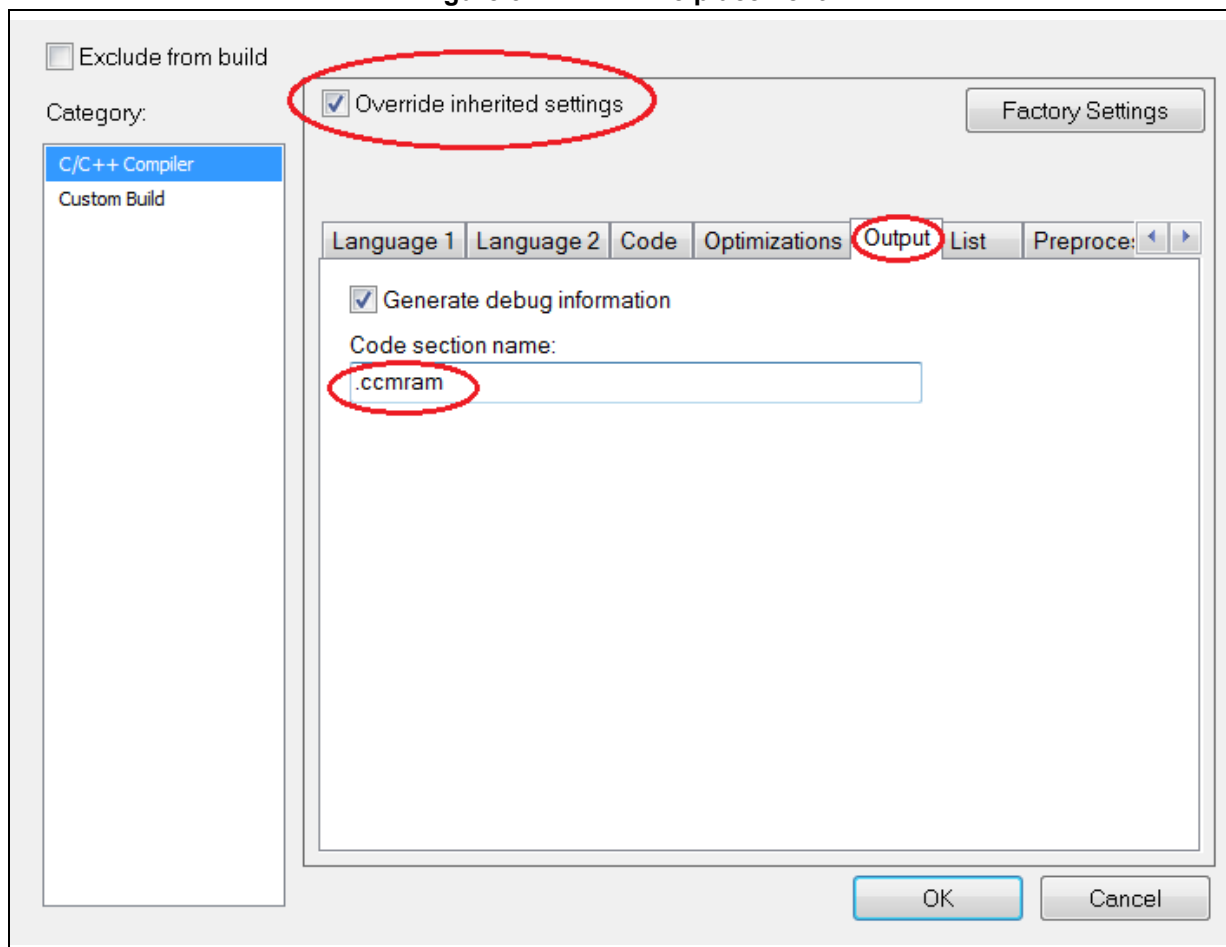 Exclude from build
Category:
C/C++ Compiler
Custom Build
Override inherited settings
Factory Settings
Language 1 Language 2 Code Optimizations Output List
Generate debug information
Code section name:
.ccmram
OK Cancel